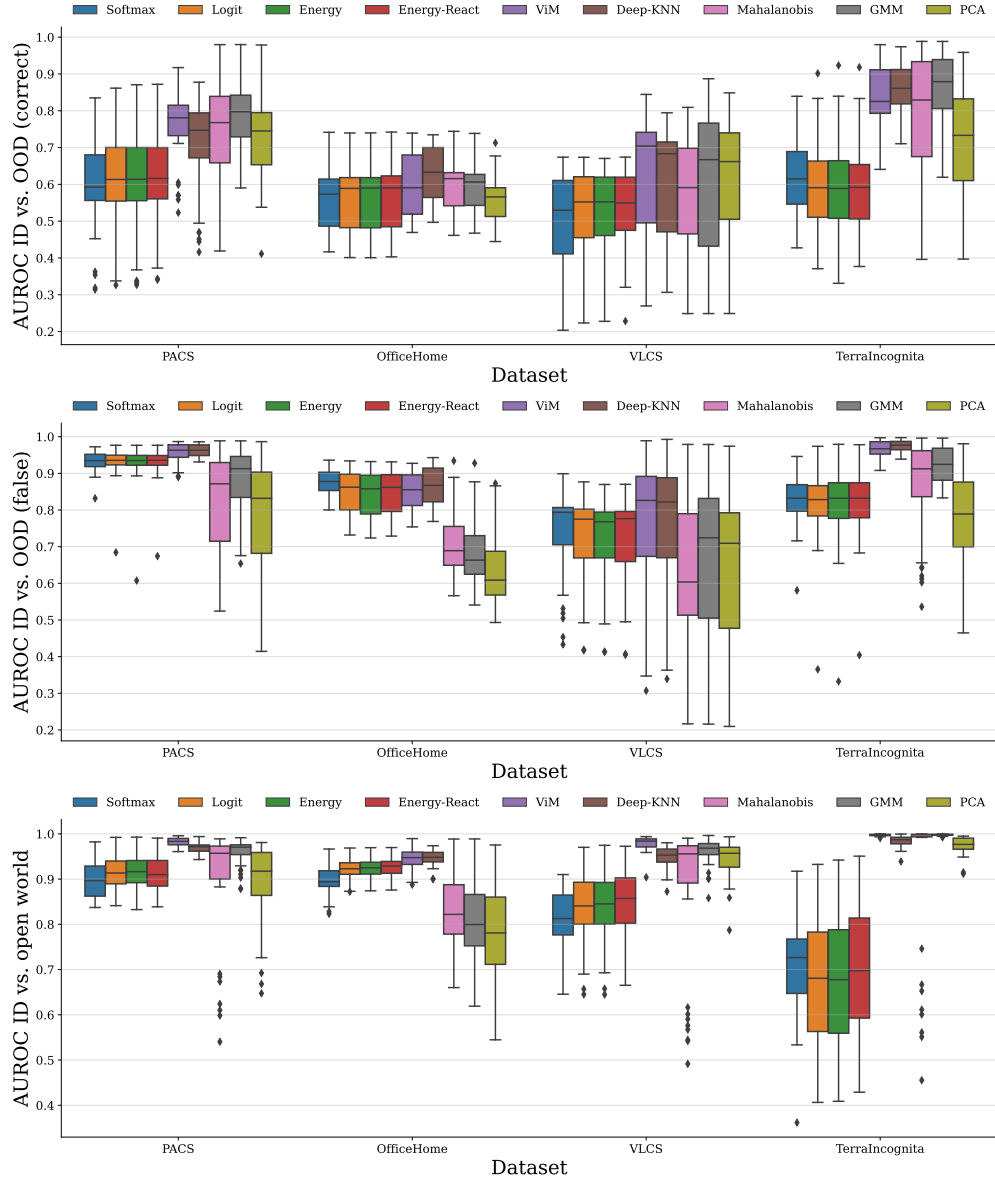 Softmax Logit Energy Energy-React ViM Deep-KNN Mahalanobis GMM PCA
AUROC ID vs. OOD (correct)
1.0
0.9
0.8
0.7
0.6
0.5
0.4
0.3
0.2
PACS OfficeHome VLCS TerraIncognita
Dataset
Softmax Logit Energy Energy-React ViM Deep-KNN Mahalanobis GMM PCA
AUROC ID vs. OOD (false)
1.0
0.9
0.8
0.7
0.6
0.5
0.4
0.3
0.2
PACS OfficeHome VLCS TerraIncognita
Dataset
Softmax Logit Energy Energy-React ViM Deep-KNN Mahalanobis GMM PCA
AUROC ID vs. open world
1.0
0.9
0.8
0.7
0.6
0.5
0.4
PACS OfficeHome VLCS TerraIncognita
Dataset